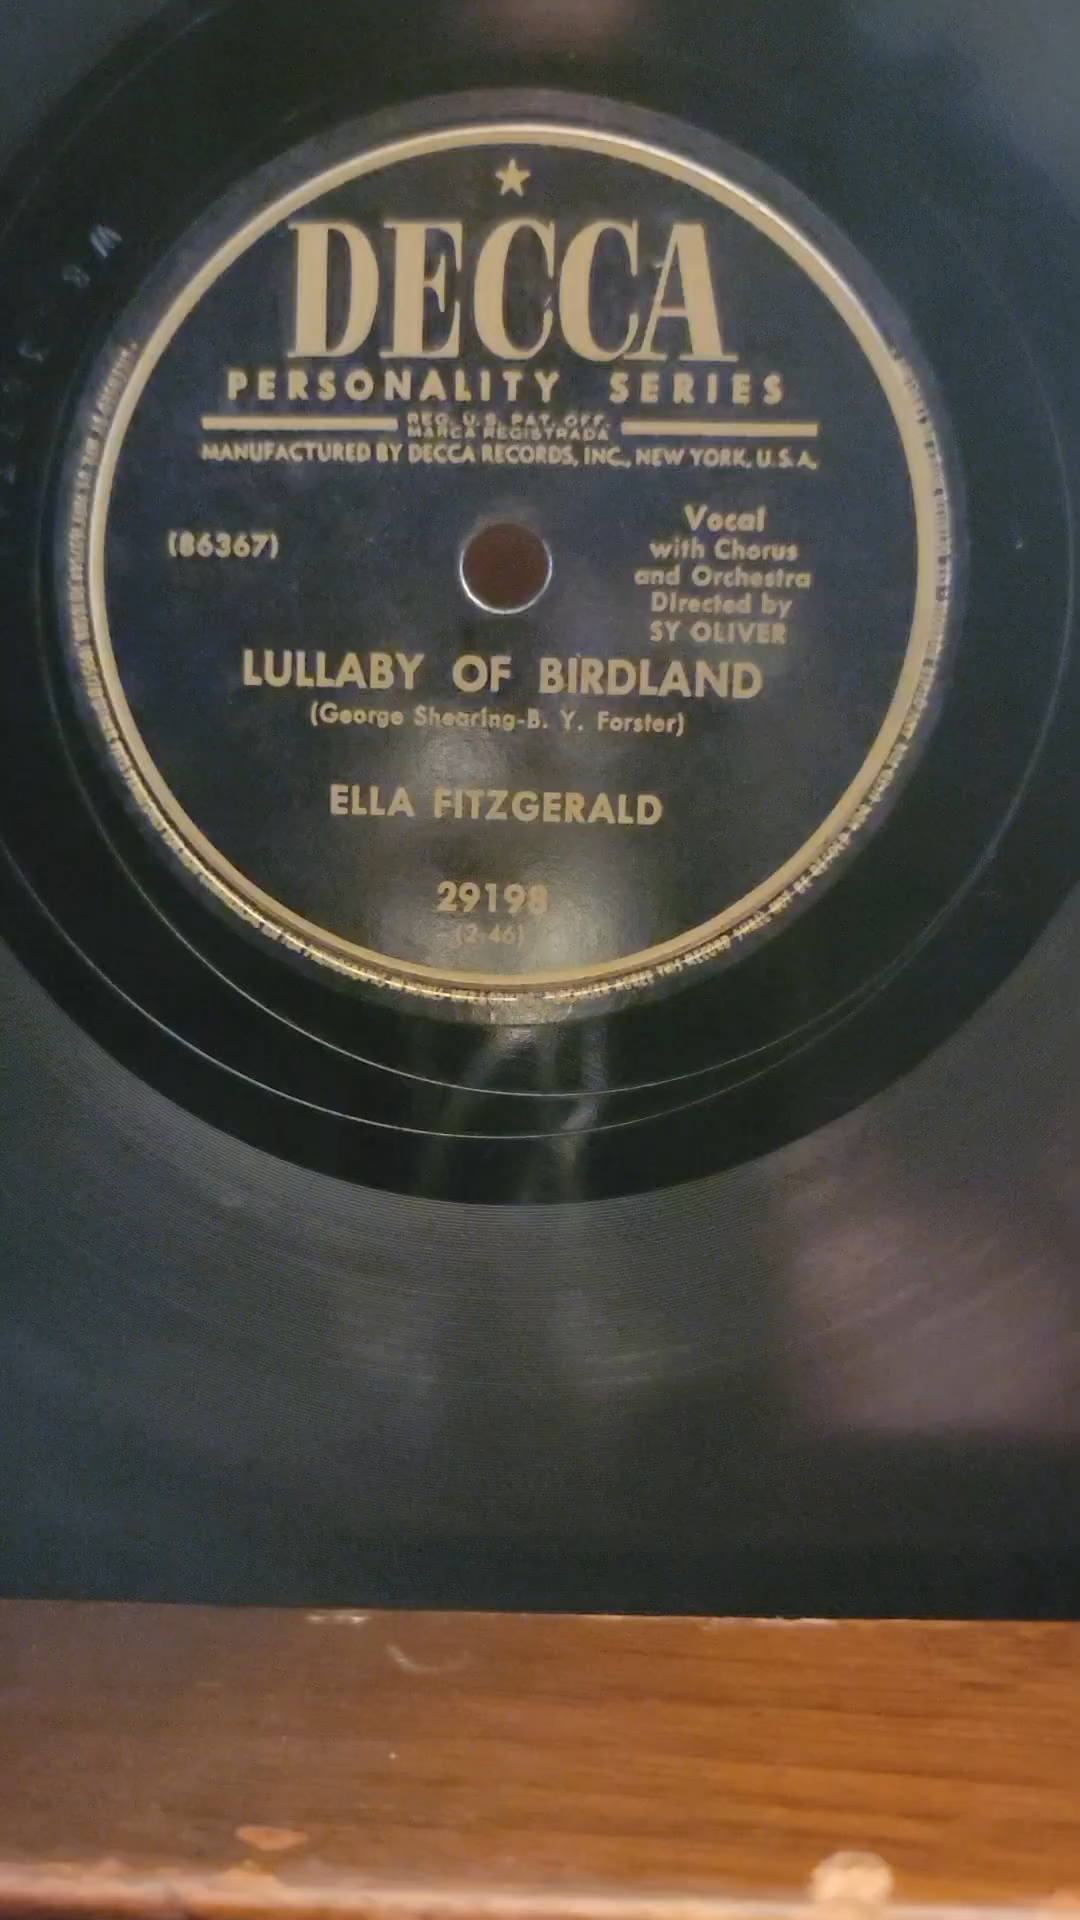 DECCA
PERSONALITY SERIES
REG. U.S. PAT. OFF.
MARCA REGISTRADA
MANUFACTURED BY DECCA RECORDS, INC., NEW YORK, U.S.A.
(86367)
Vocal
with Chorus
and Orchestra
Directed by
SY OLIVER
LULLABY OF BIRDLAND
(George Shearing-B. Y. Forster)
ELLA FITZGERALD
29198
(2:46)